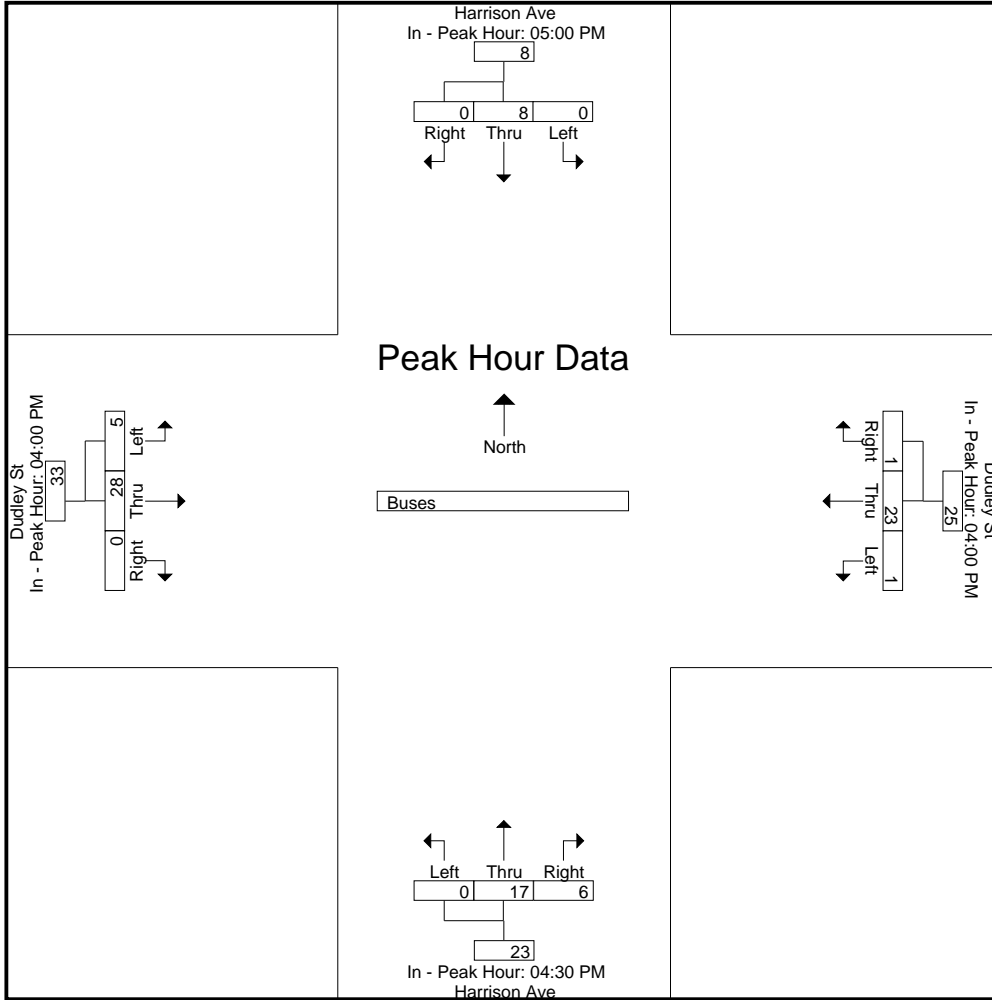 Harrison Ave
In - Peak Hour: 05:00 PM
8
0 8 0
Right Thru Left
Peak Hour Data
North
Buses
Dudley St
In - Peak Hour: 04:00 PM
33
5 28 0
Left Thru Right
Dudley St
In - Peak Hour: 04:00 PM
25
1 23 1
Right Thru Left
Left Thru Right
0 17 6
23
In - Peak Hour: 04:30 PM
Harrison Ave